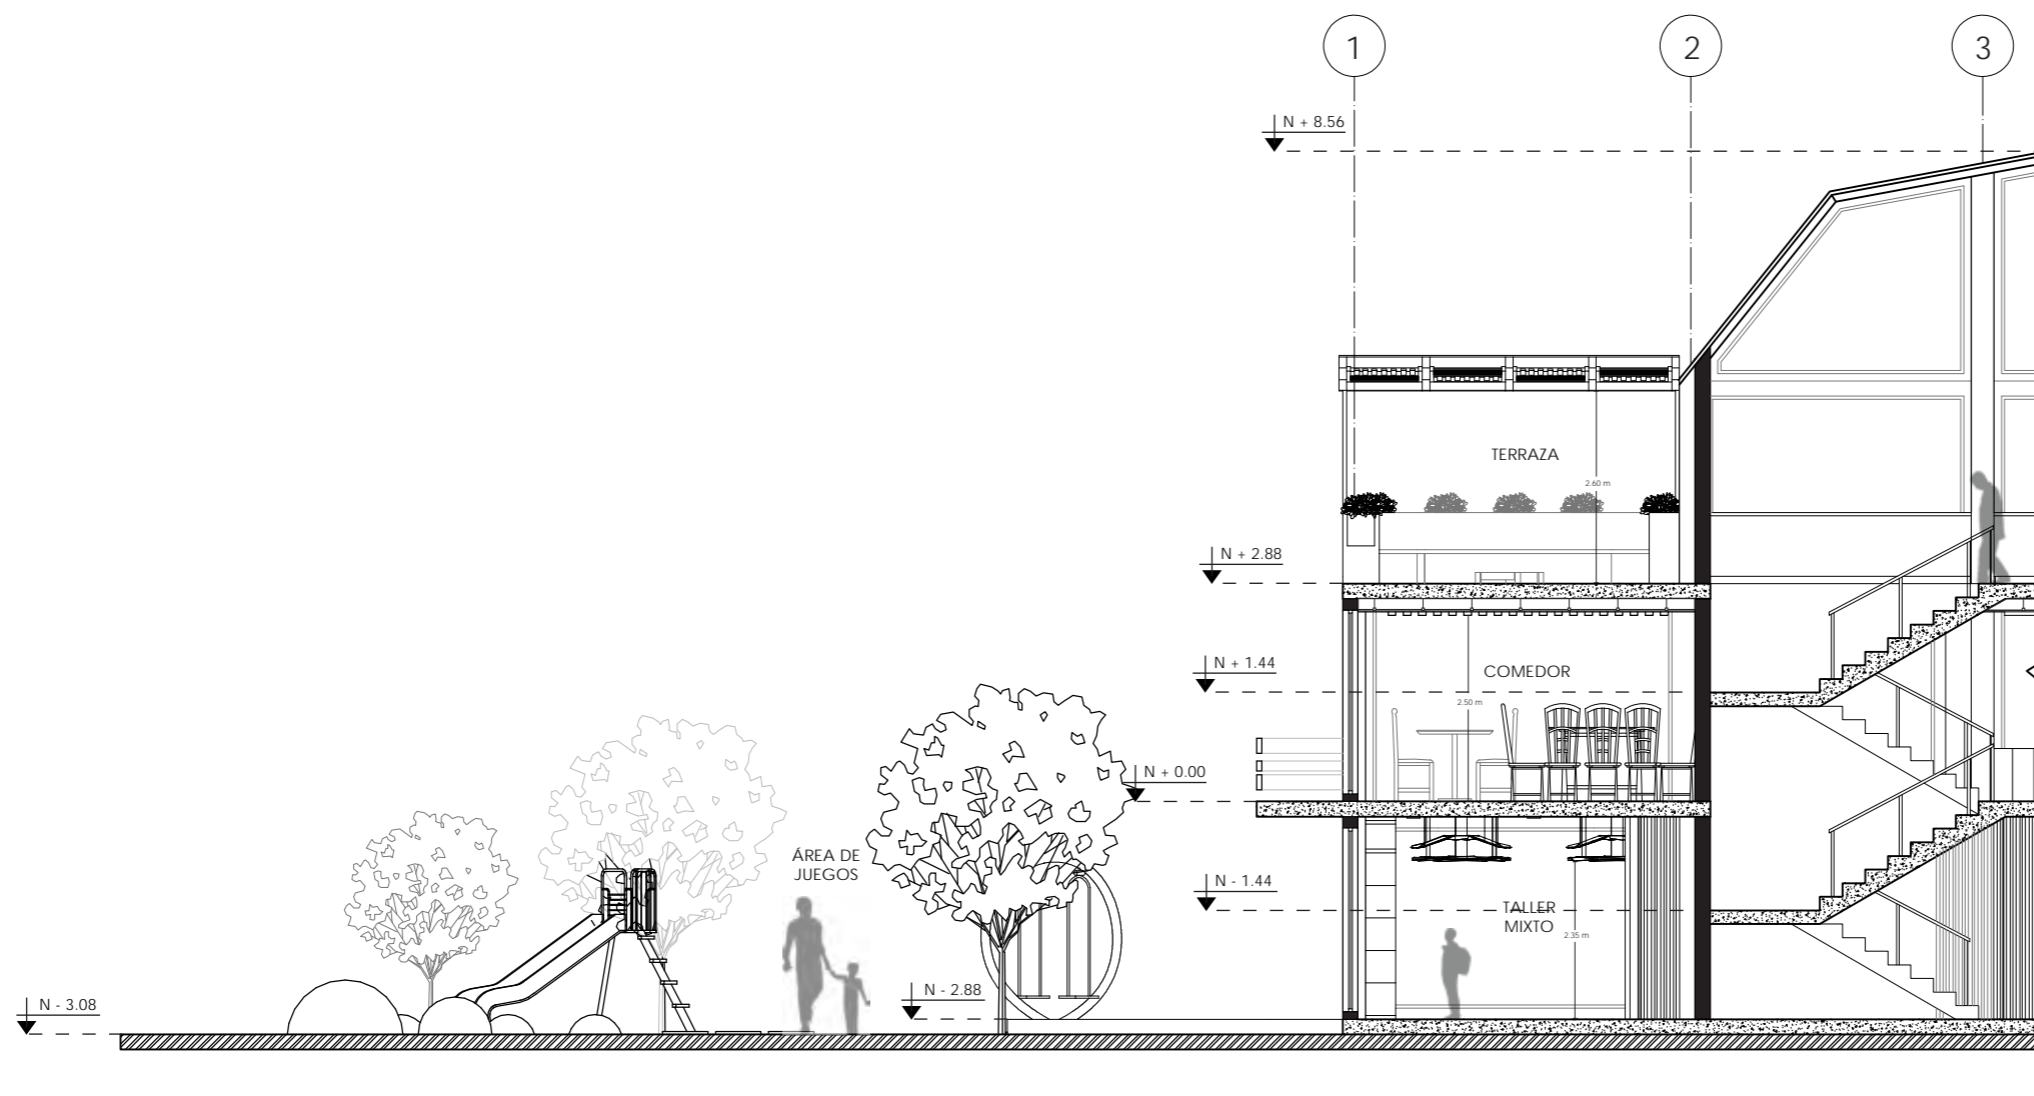 1
2
3
N + 8.56
TERRAZA
2.60 m
N + 2.88
N + 1.44
COMEDOR
2.50 m
N + 0.00
ÁREA DE
JUEGOS
N - 1.44
TALLER
MIXTO
2.35 m
N - 2.88
N - 3.08